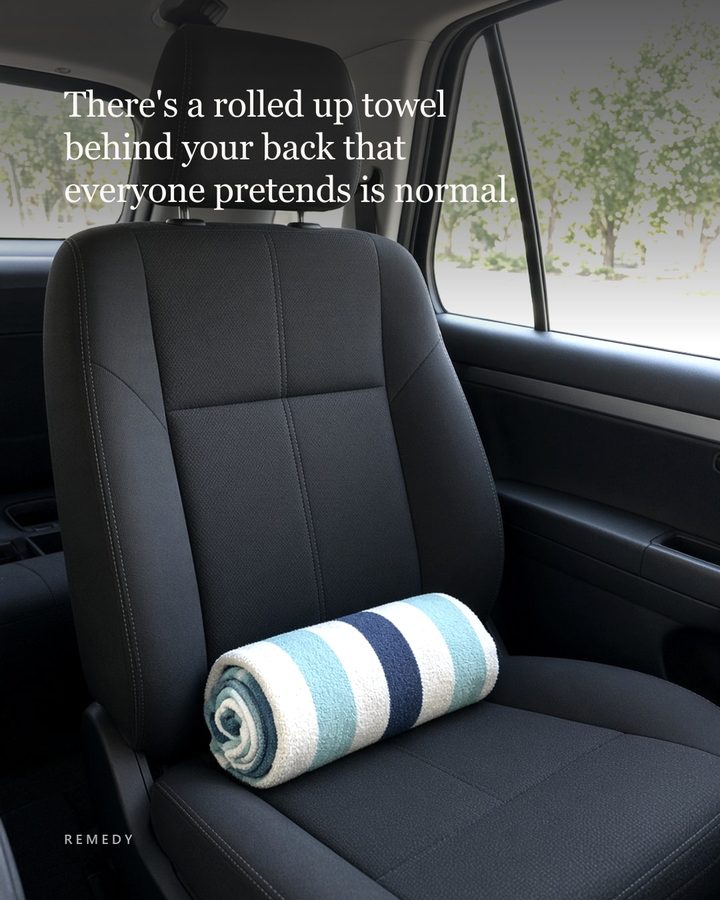 There's a rolled up towel
behind your back that
everyone pretends is normal.
REMEDY